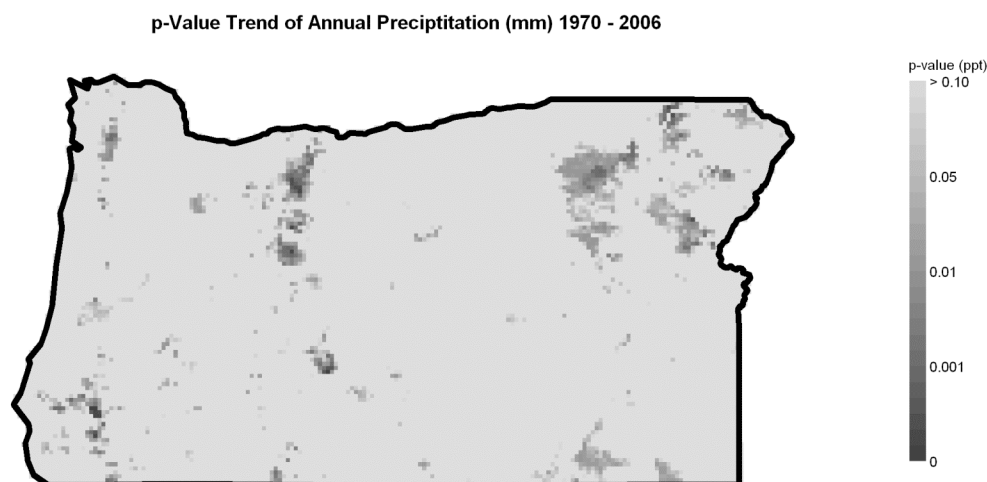 p-Value Trend of Annual Preciptitation (mm) 1970 - 2006
p-value (ppt)
> 0.10
0.05
0.01
0.001
0